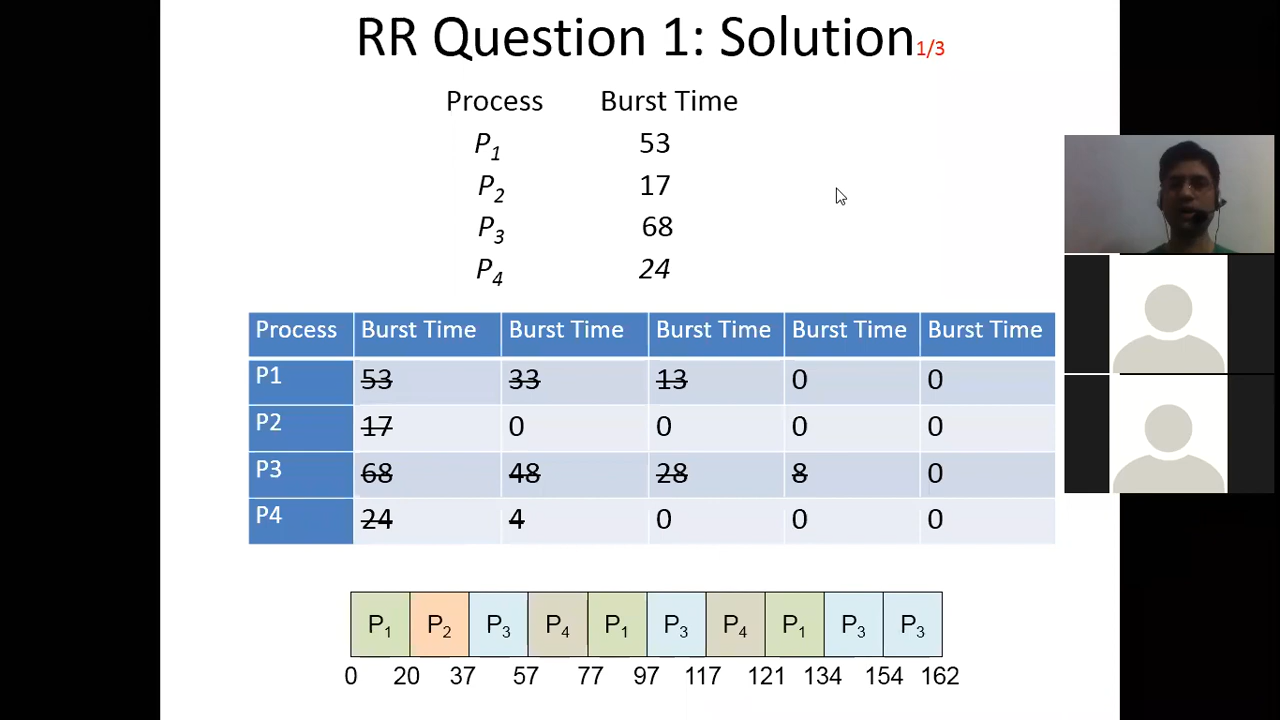 RR Question 1: Solution 1/3
Process Burst Time
P1 53
P2 17
P3 68
P4 24
Process Burst Time Burst Time Burst Time Burst Time Burst Time
P1 53 33 13 0 0
P2 17 0 0 0 0
P3 68 48 28 8 0
P4 24 4 0 0 0
P1 P2 P3 P4 P1 P3 P4 P1 P3 P3
0 20 37 57 77 97 117 121 134 154 162